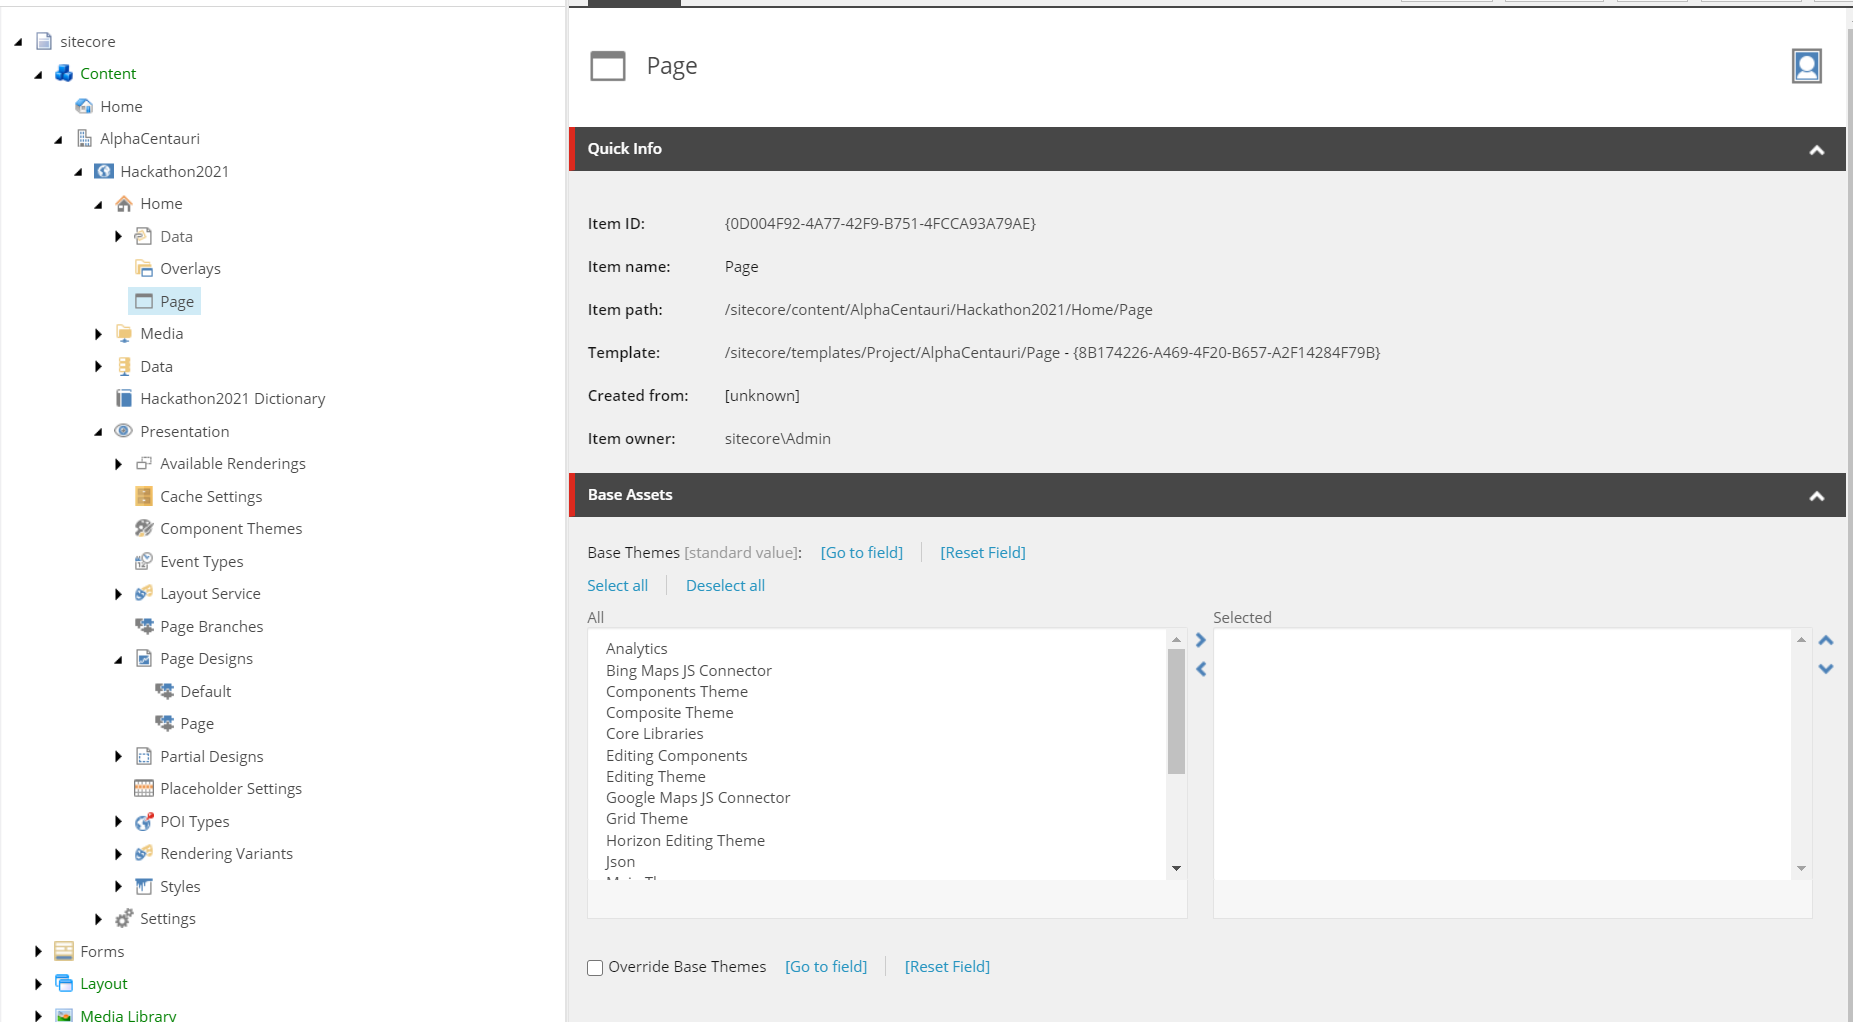 sitecore
Content
Home
AlphaCentauri
Hackathon2021
Home
Data
Overlays
Page
Media
Data
Hackathon2021 Dictionary
Presentation
Available Renderings
Cache Settings
Component Themes
Event Types
Layout Service
Page Branches
Page Designs
Default
Page
Partial Designs
Placeholder Settings
POI Types
Rendering Variants
Styles
Settings
Forms
Layout
Media Library
Page
Quick Info
Item ID: {0D004F92-4A77-42F9-B751-4FCCA93A79AE}
Item name: Page
Item path: /sitecore/content/AlphaCentauri/Hackathon2021/Home/Page
Template: /sitecore/templates/Project/AlphaCentauri/Page - {8B174226-A469-4F20-B657-A2F14284F79B}
Created from: [unknown]
Item owner: sitecore\Admin
Base Assets
Base Themes [standard value]: [Go to field] [Reset Field]
Select all Deselect all
All
Analytics
Bing Maps JS Connector
Components Theme
Composite Theme
Core Libraries
Editing Components
Editing Theme
Google Maps JS Connector
Grid Theme
Horizon Editing Theme
Json
Selected
Override Base Themes [Go to field] [Reset Field]